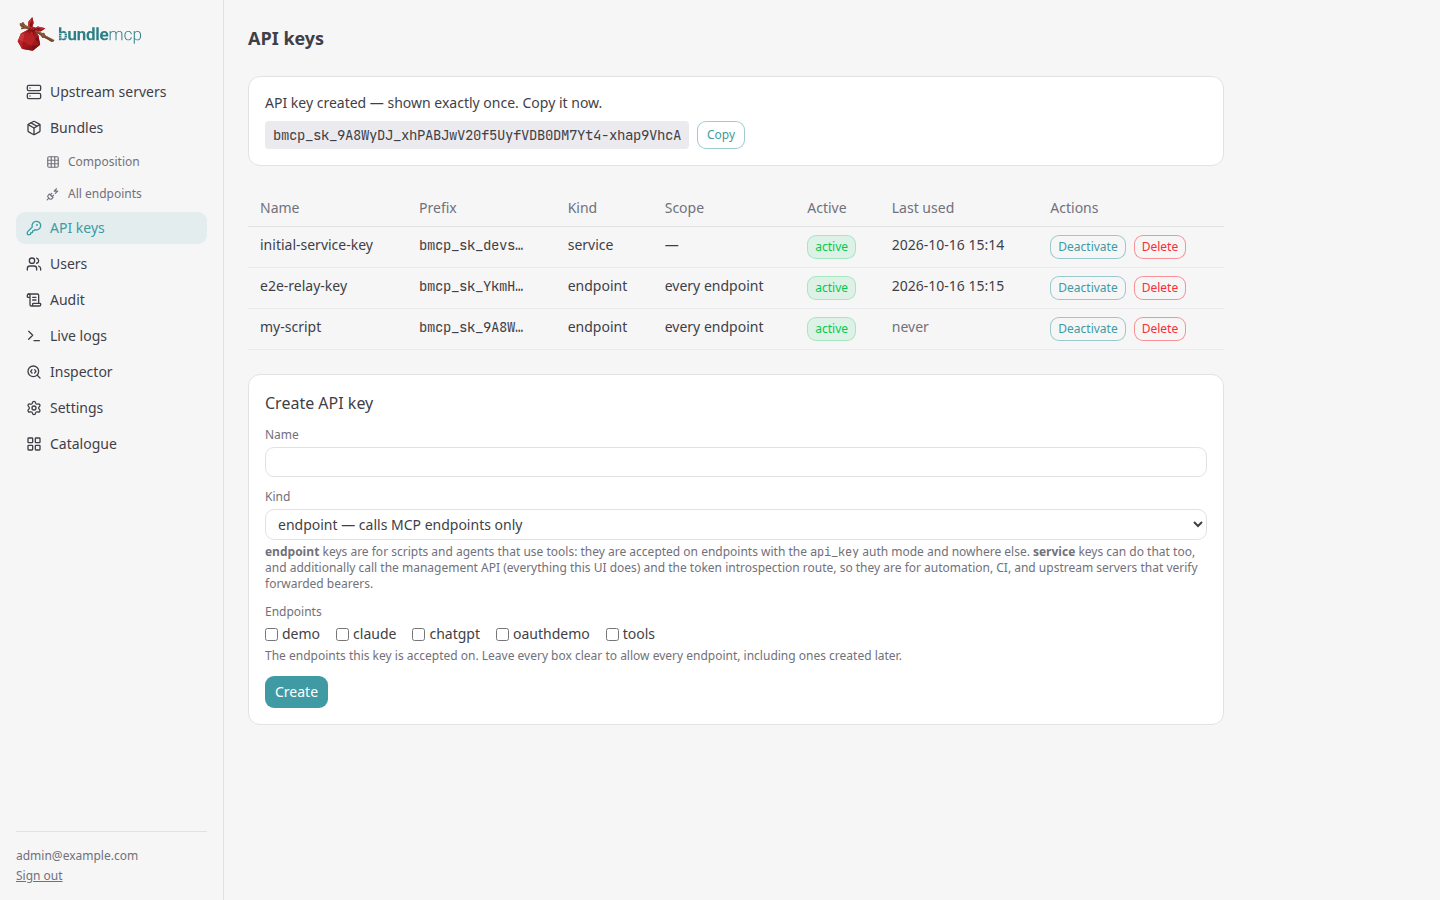 bundlemcp
Upstream servers
Bundles
Composition
All endpoints
API keys
Users
Audit
Live logs
Inspector
Settings
Catalogue
admin@example.com
Sign out
API keys
API key created — shown exactly once. Copy it now.
bmcp_sk_9A8WyDJ_xhPABJwV20f5UyfVDB0DM7Yt4-xhap9VhcA Copy
Name Prefix Kind Scope Active Last used Actions
initial-service-key bmcp_sk_devs… service — active 2026-10-16 15:14 Deactivate Delete
e2e-relay-key bmcp_sk_YkmH… endpoint every endpoint active 2026-10-16 15:15 Deactivate Delete
my-script bmcp_sk_9A8W… endpoint every endpoint active never Deactivate Delete
Create API key
Name
Kind
endpoint — calls MCP endpoints only
endpoint keys are for scripts and agents that use tools: they are accepted on endpoints with the api_key auth mode and nowhere else. service keys can do that too,
and additionally call the management API (everything this UI does) and the token introspection route, so they are for automation, CI, and upstream servers that verify
forwarded bearers.
Endpoints
demo claude chatgpt oauthdemo tools
The endpoints this key is accepted on. Leave every box clear to allow every endpoint, including ones created later.
Create